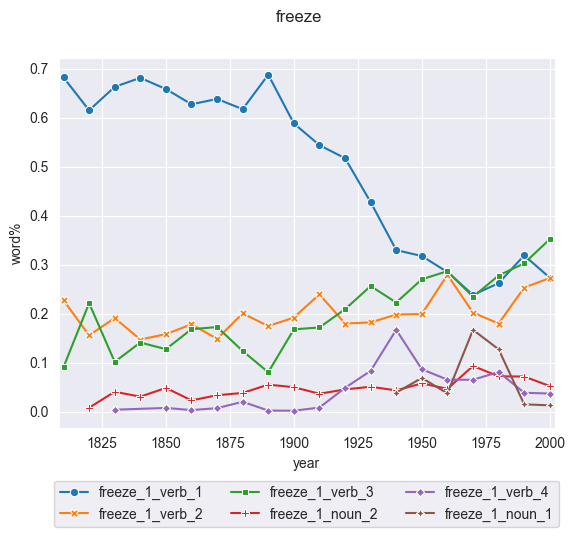 freeze
0.7
0.6
0.5
0.4
0.3
0.2
0.1
0.0
word%
1825 1850 1875 1900 1925 1950 1975 2000
year
freeze_1_verb_1 freeze_1_verb_3 freeze_1_verb_4
freeze_1_verb_2 freeze_1_noun_2 freeze_1_noun_1